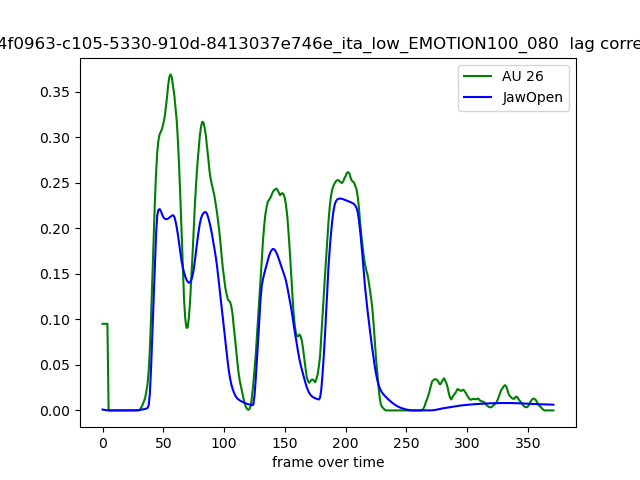 4f0963-c105-5330-910d-8413037e746e_ita_low_EMOTION100_080 lag corre
AU 26
JawOpen
0.35
0.30
0.25
0.20
0.15
0.10
0.05
0.00
0 50 100 150 200 250 300 350
frame over time